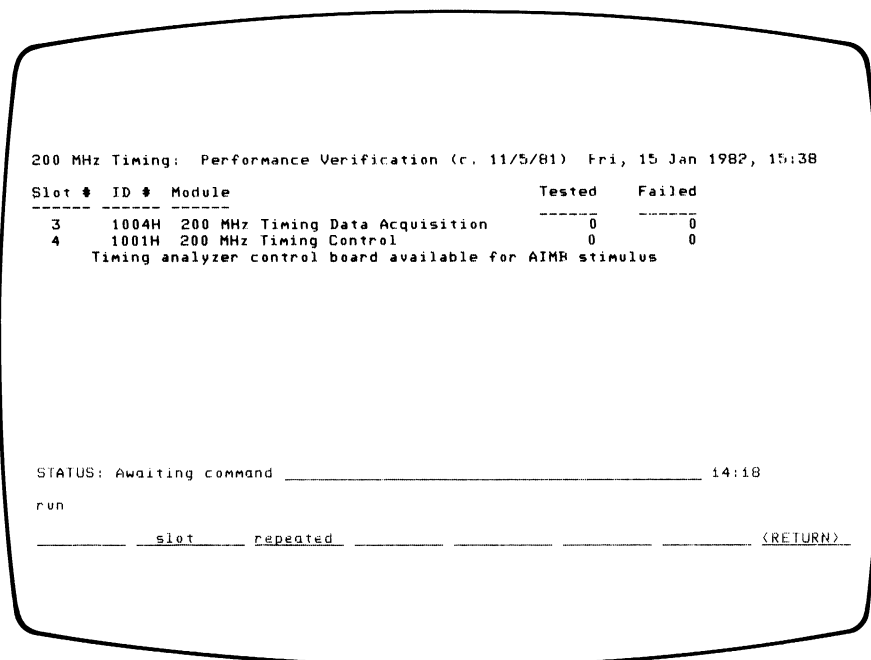 200 MHz Timing: Performance Verification (c. 11/5/81) Fri, 15 Jan 1982, 15:38
Slot # ID # Module Tested Failed
3 1004H 200 MHz Timing Data Acquisition 0 0
4 1001H 200 MHz Timing Control 0 0
Timing analyzer control board available for AIMB stimulus
STATUS: Awaiting command 14:18
run
slot repeated (RETURN)